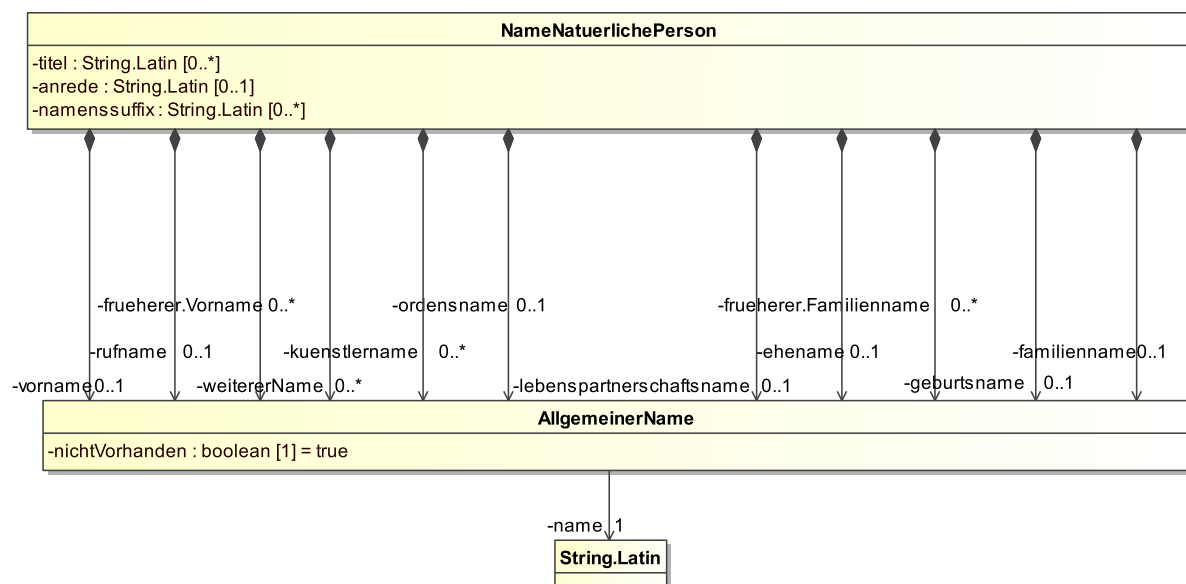 NameNatuerlichePerson
-titel : String.Latin [0..*]
-anrede : String.Latin [0..1]
-namenssuffix : String.Latin [0..*]
-frueherer.Vorname 0..*
-ordensname 0..1
-frueherer.Familienname 0..*
-rufname 0..1
-kuenstlername 0..*
-ehename 0..1
-familienname 0..1
-vorname 0..1
-weitererName 0..*
-lebenspartnerschaftsname 0..1
-geburtsname 0..1
AllgemeinerName
-nichtVorhanden : boolean [1] = true
-name 1
String.Latin